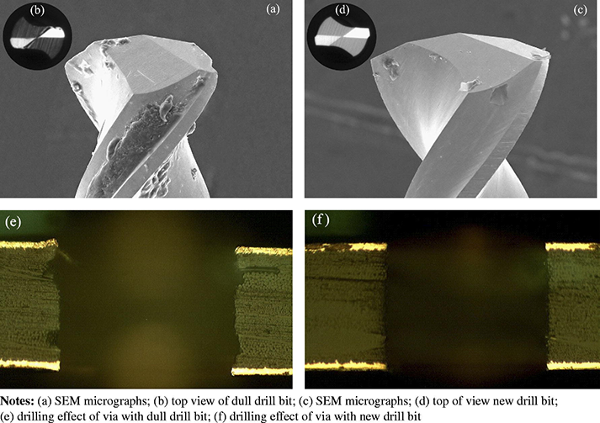 (b)
(a)
(d)
(c)
(e)
(f)
Notes: (a) SEM micrographs; (b) top view of dull drill bit; (c) SEM micrographs; (d) top of view new drill bit;
(e) drilling effect of via with dull drill bit; (f) drilling effect of via with new drill bit